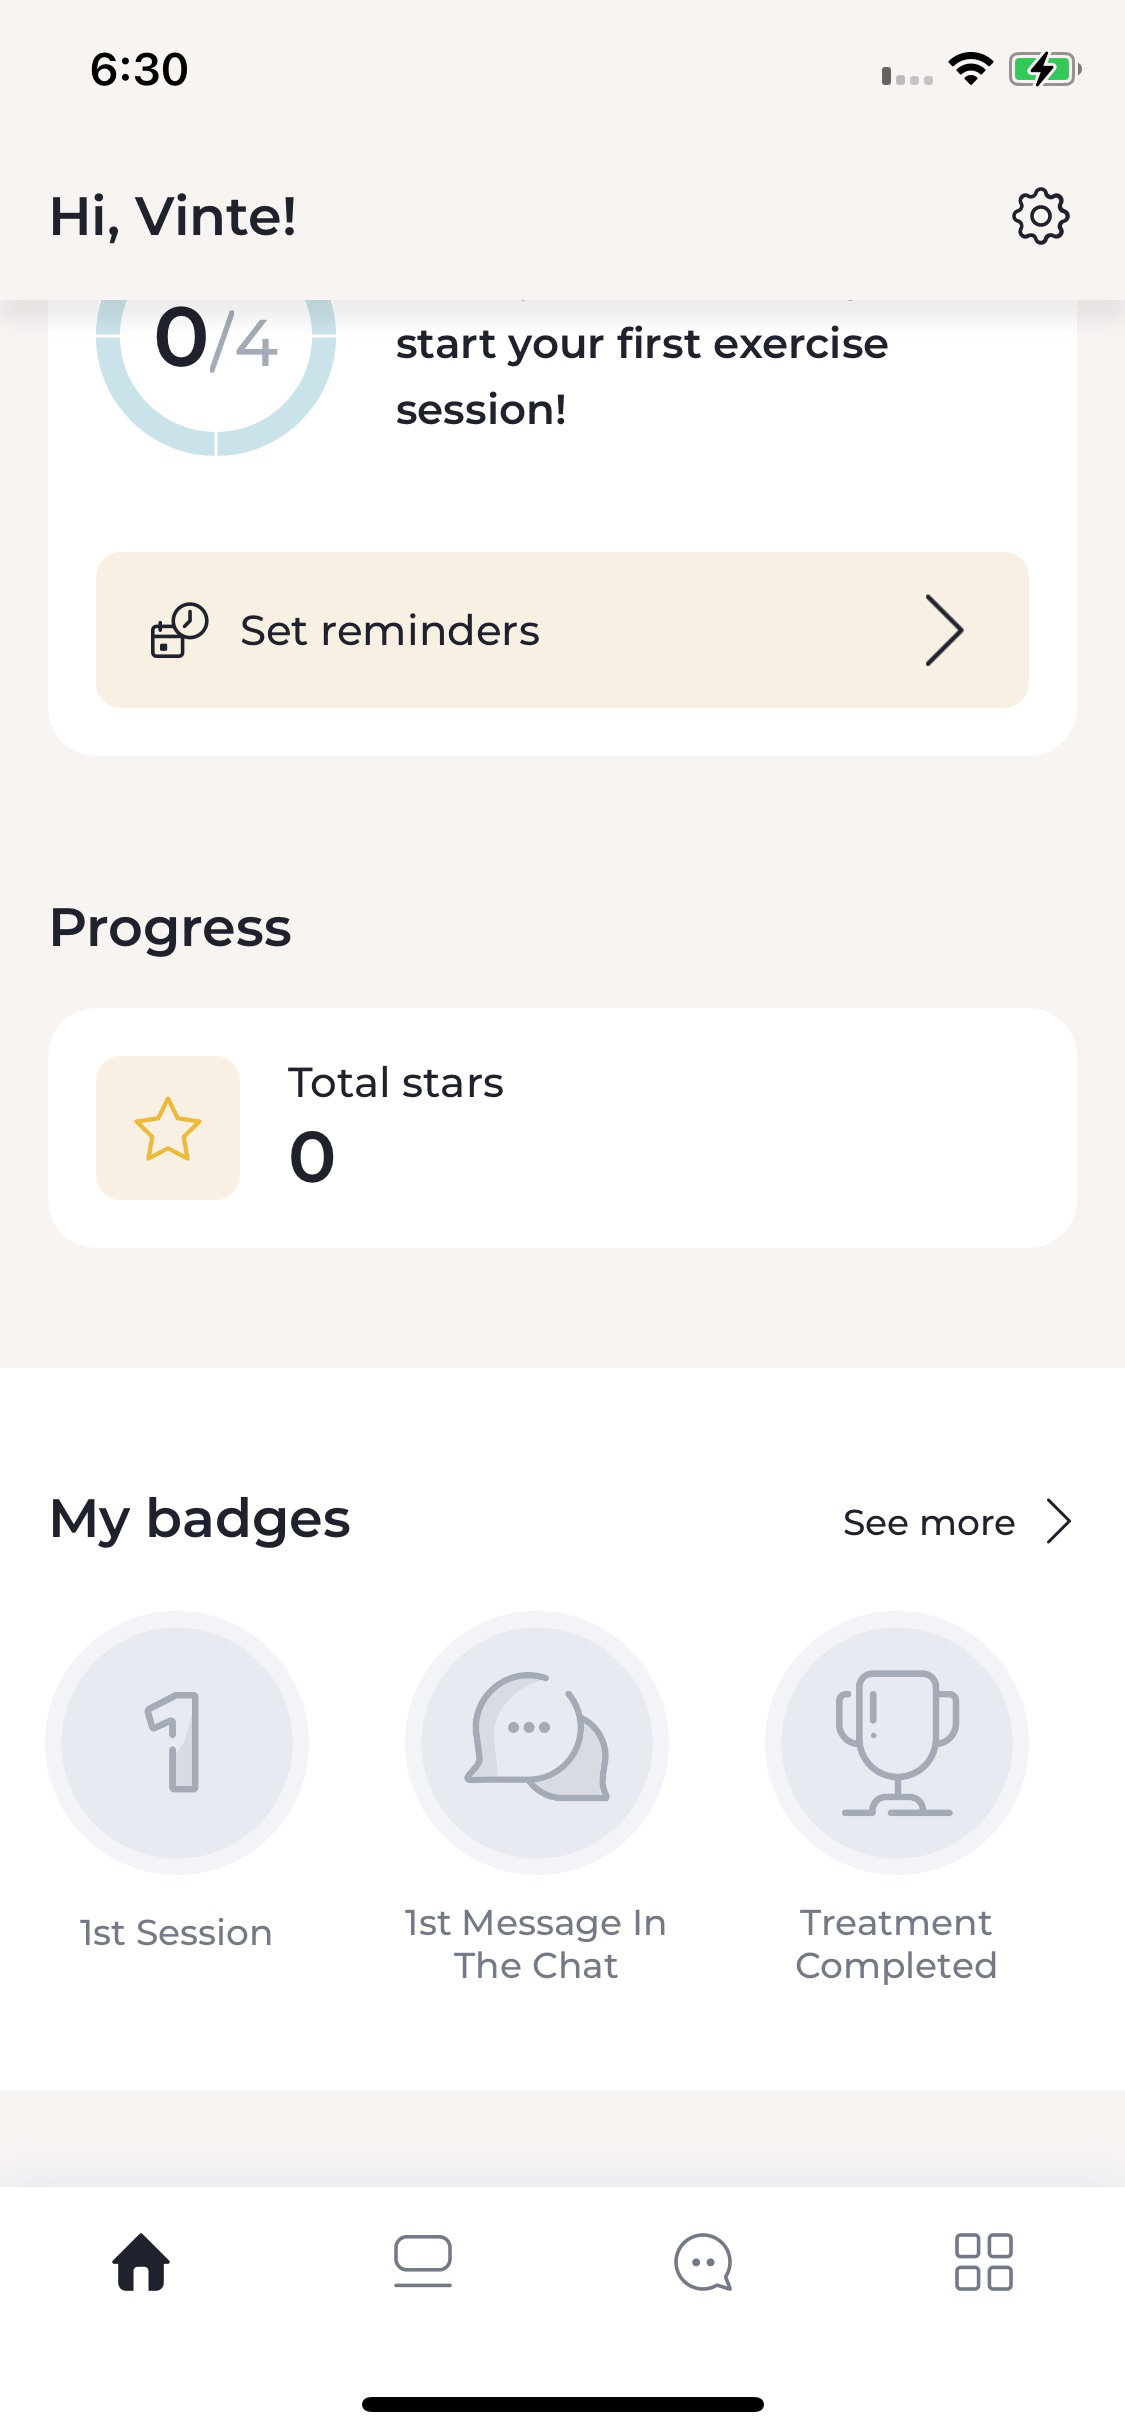 6:30
Hi, Vinte!
0/4
start your first exercise
session!
Set reminders
Progress
Total stars
0
My badges
See more
1
1st Session
1st Message In
The Chat
Treatment
Completed